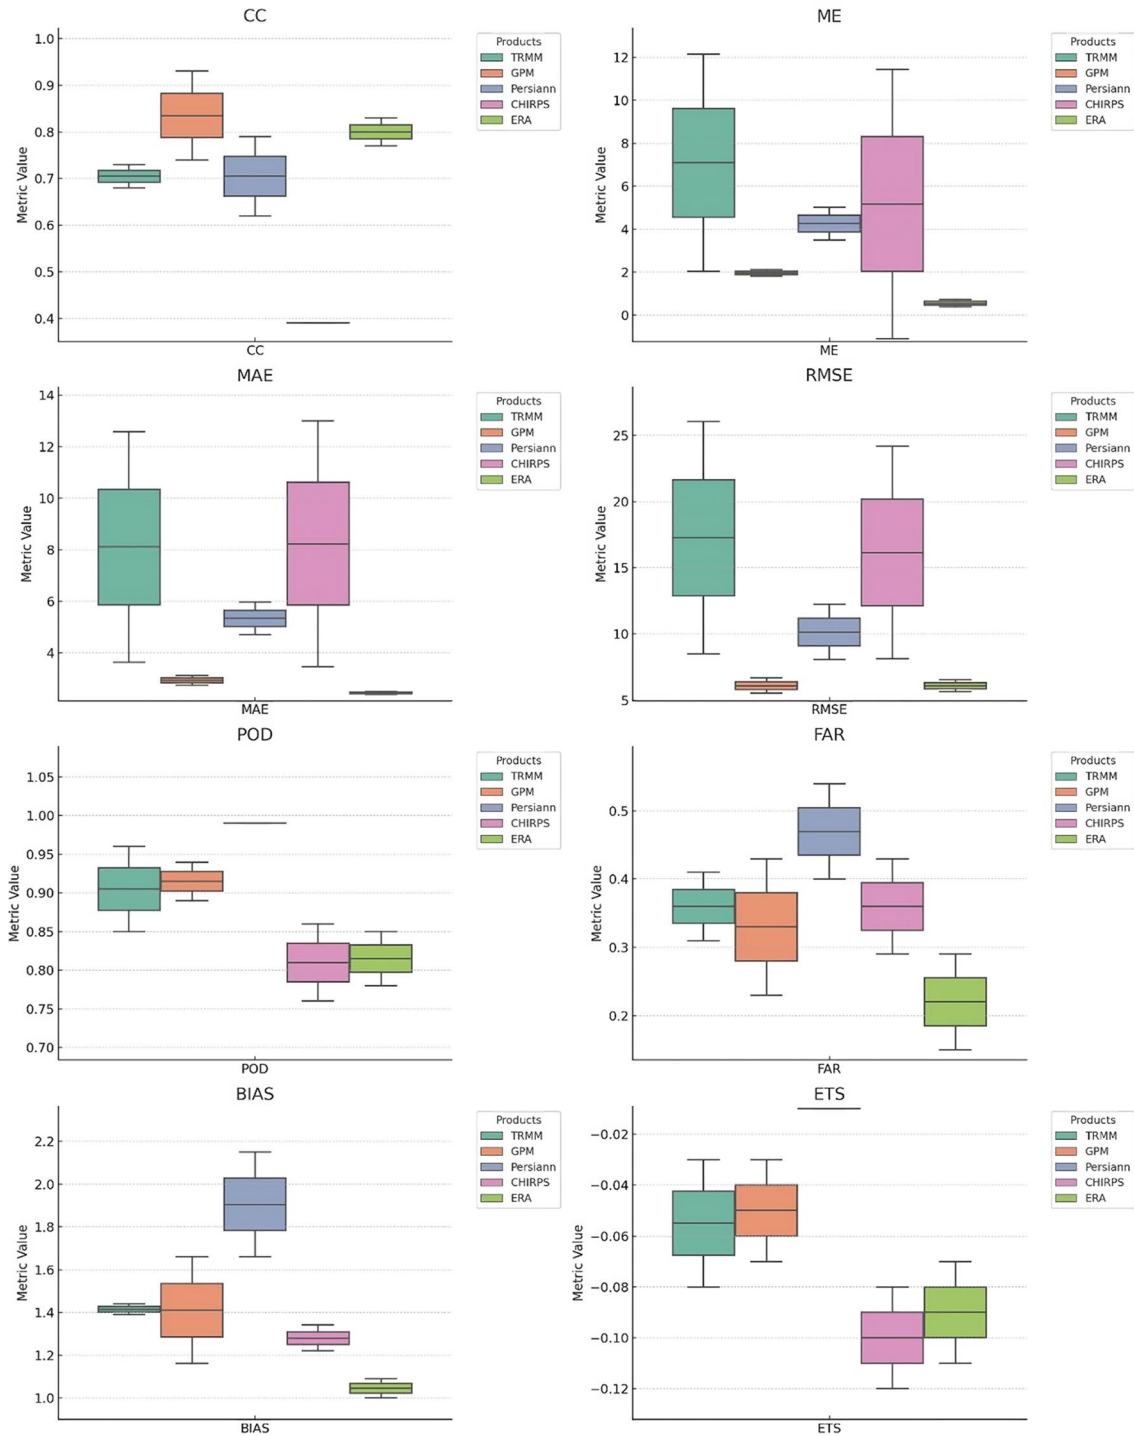 CC
1.0
0.9
0.8
0.7
0.6
0.5
0.4
Metric Value
CC
Products
TRMM
GPM
Persiann
CHIRPS
ERA
ME
12
10
8
6
4
2
0
Metric Value
ME
Products
TRMM
GPM
Persiann
CHIRPS
ERA
MAE
14
12
10
8
6
4
Metric Value
MAE
Products
TRMM
GPM
Persiann
CHIRPS
ERA
RMSE
25
20
15
10
5
Metric Value
RMSE
Products
TRMM
GPM
Persiann
CHIRPS
ERA
POD
1.05
1.00
0.95
0.90
0.85
0.80
0.75
0.70
Metric Value
POD
Products
TRMM
GPM
Persiann
CHIRPS
ERA
FAR
0.5
0.4
0.3
0.2
Metric Value
FAR
Products
TRMM
GPM
Persiann
CHIRPS
ERA
BIAS
2.2
2.0
1.8
1.6
1.4
1.2
1.0
Metric Value
BIAS
Products
TRMM
GPM
Persiann
CHIRPS
ERA
ETS
−0.02
−0.04
−0.06
−0.08
−0.10
−0.12
Metric Value
ETS
Products
TRMM
GPM
Persiann
CHIRPS
ERA